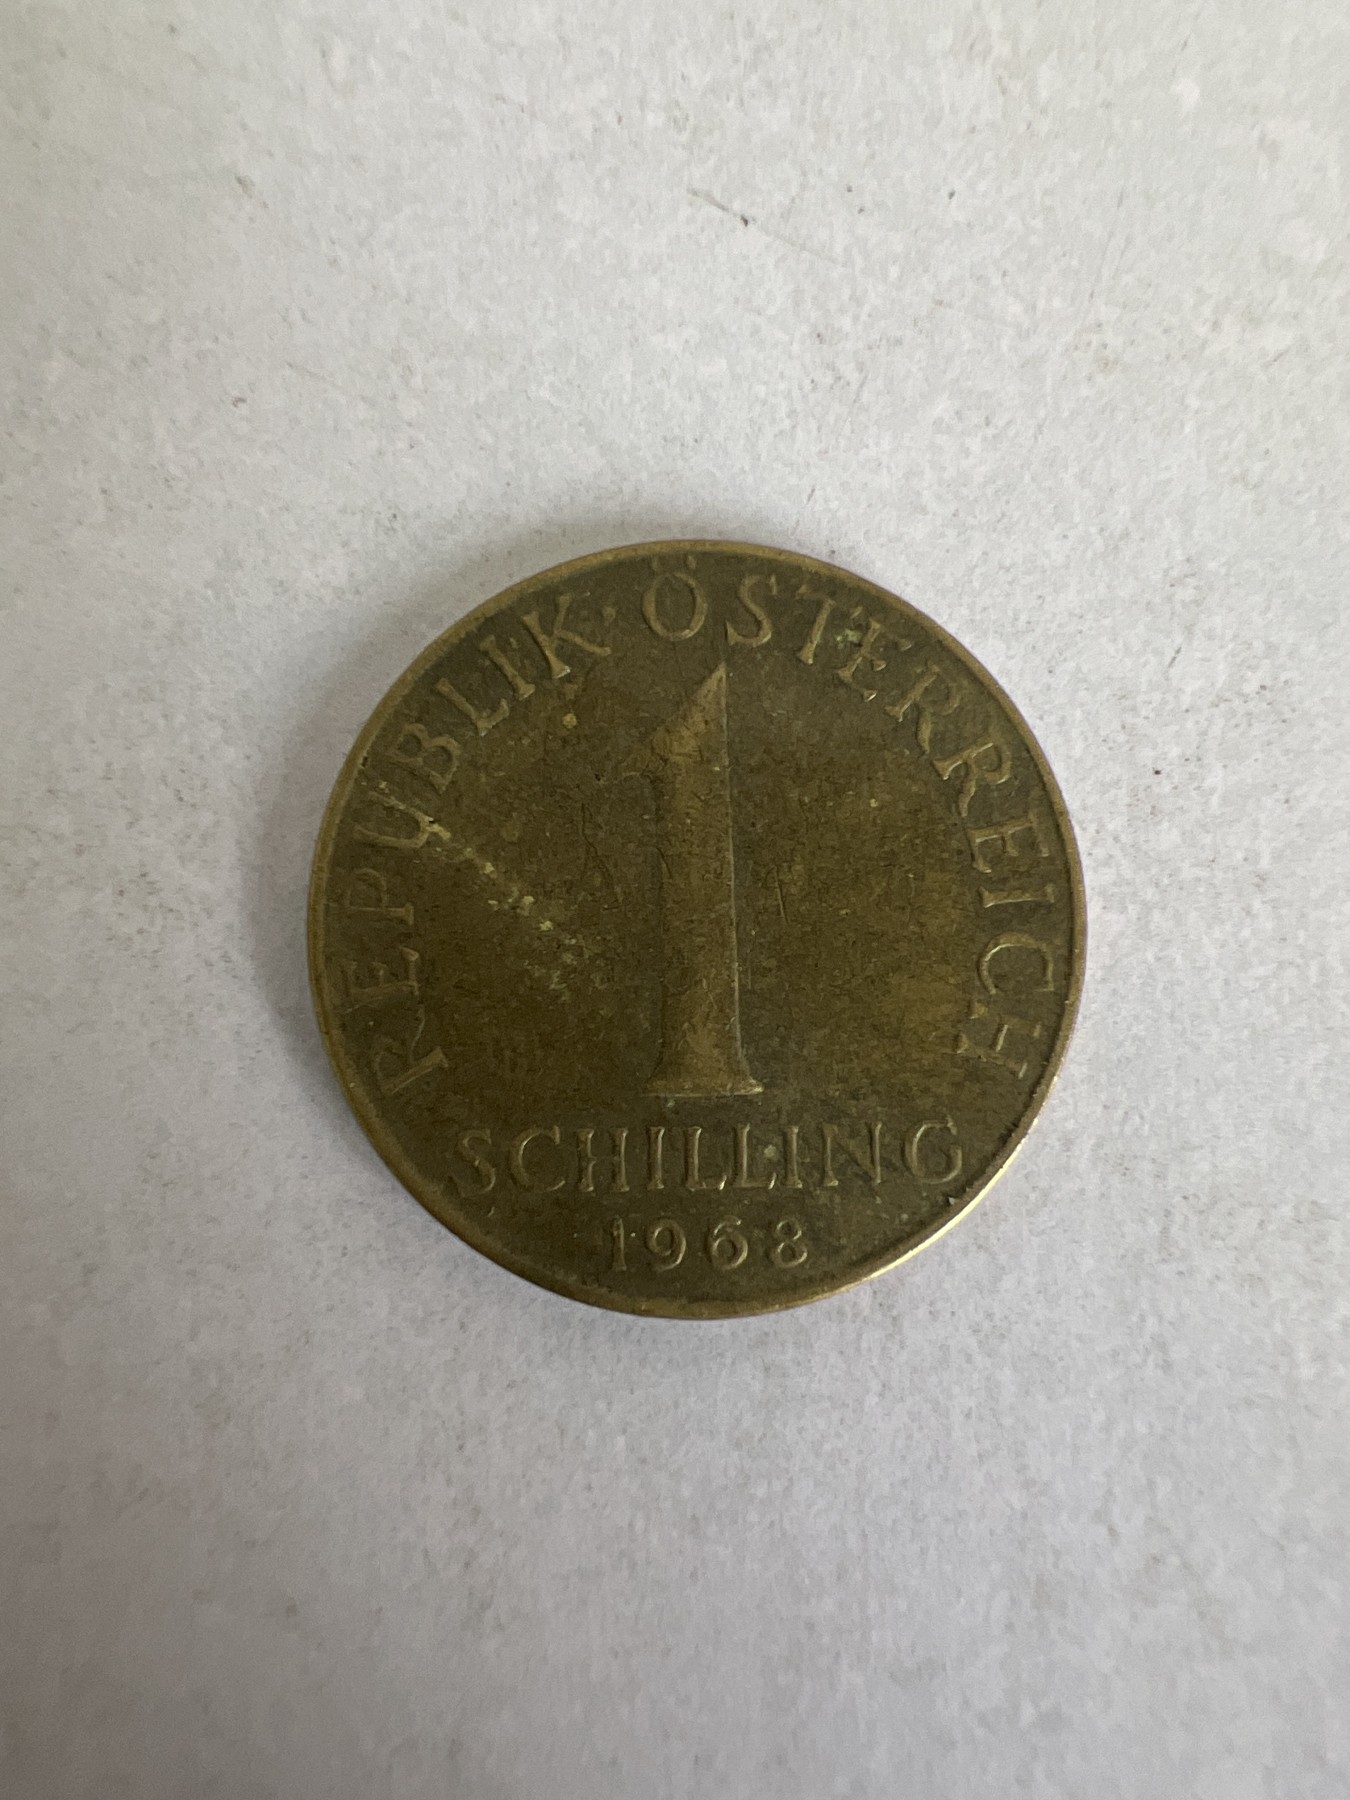 REPUBLIK · ÖSTERREICH
1
SCHILLING
1968